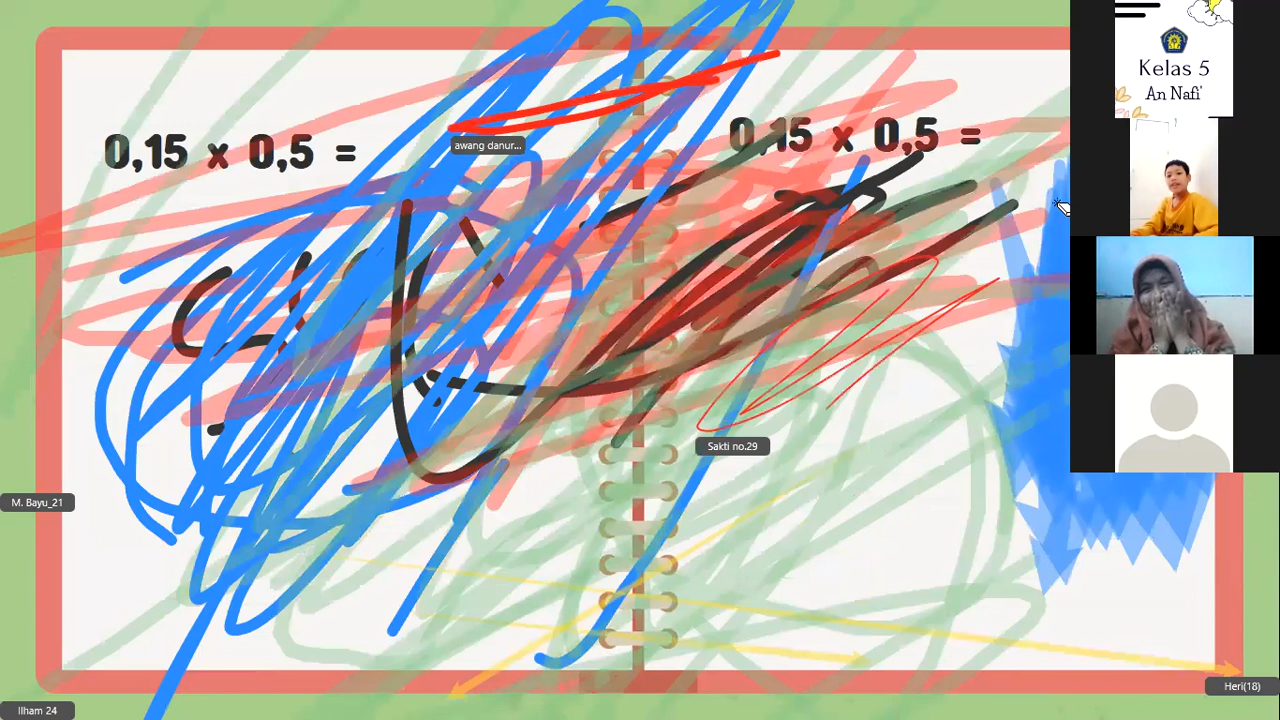 0,15 x 0,5 =
0,15 x 0,5 =
awang danur...
Sakti no.29
M. Bayu_21
Ilham 24
Heri(18)
Kelas 5
An Nafi'